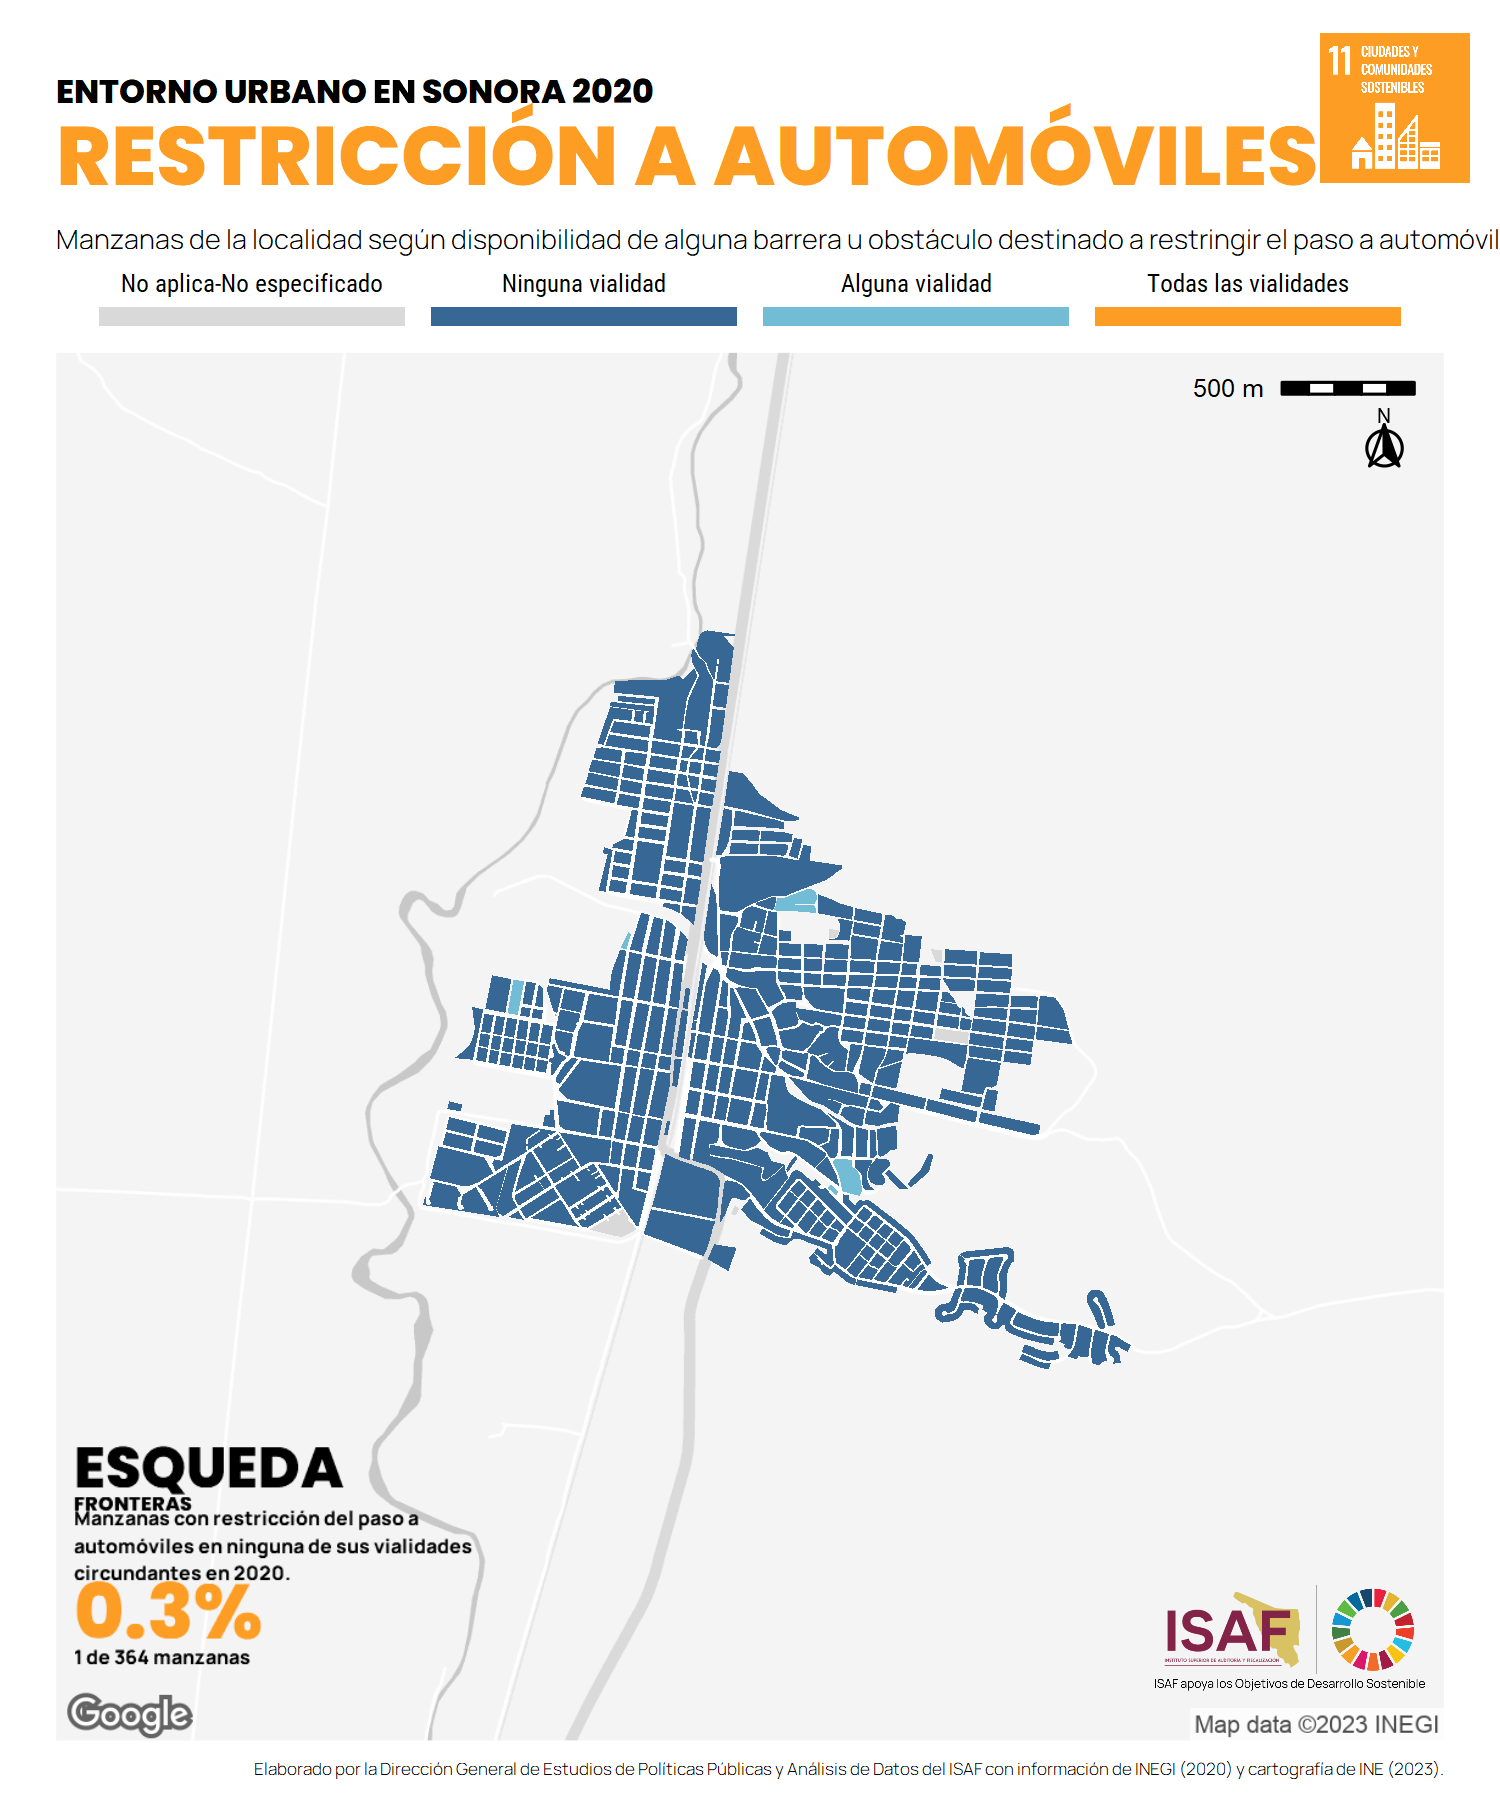 11 CIUDADES Y
COMUNIDADES
SOSTENIBLES
ENTORNO URBANO EN SONORA 2020
RESTRICCIÓN A AUTOMÓVILES
Manzanas de la localidad según disponibilidad de alguna barrera u obstáculo destinado a restringir el paso a automóvil
No aplica-No especificado
Ninguna vialidad
Alguna vialidad
Todas las vialidades
500 m
N
ESQUEDA
FRONTERAS
Manzanas con restricción del paso a
automóviles en ninguna de sus vialidades
circundantes en 2020.
0.3%
1 de 364 manzanas
Google
ISAF
INSTITUTO SUPERIOR DE AUDITORÍA Y FISCALIZACIÓN
ISAF apoya los Objetivos de Desarrollo Sostenible
Map data ©2023 INEGI
Elaborado por la Dirección General de Estudios de Políticas Públicas y Análisis de Datos del ISAF con información de INEGI (2020) y cartografía de INE (2023).